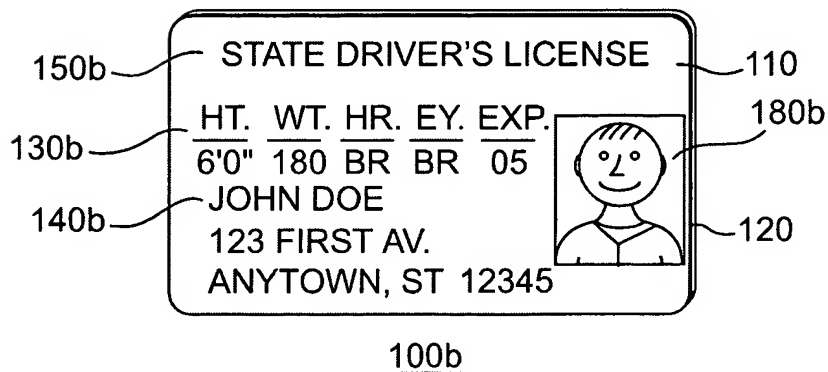 150b STATE DRIVER'S LICENSE 110
HT. WT. HR. EY. EXP. 180b
130b 6'0" 180 BR BR 05
140b JOHN DOE
123 FIRST AV. 120
ANYTOWN, ST 12345
100b